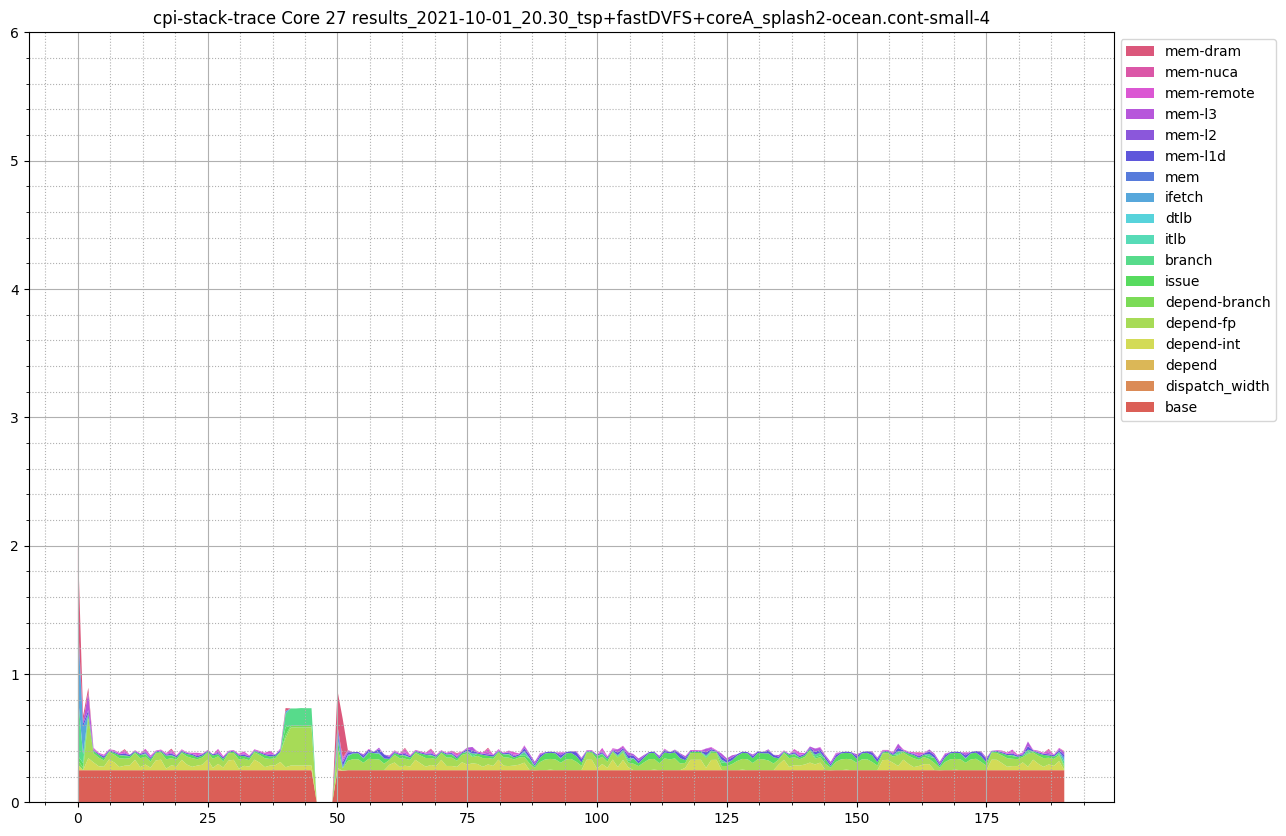 cpi-stack-trace Core 27 results_2021-10-01_20.30_tsp+fastDVFS+coreA_splash2-ocean.cont-small-4
6
5
4
3
2
1
0
0 25 50 75 100 125 150 175
mem-dram
mem-nuca
mem-remote
mem-l3
mem-l2
mem-l1d
mem
ifetch
dtlb
itlb
branch
issue
depend-branch
depend-fp
depend-int
depend
dispatch_width
base